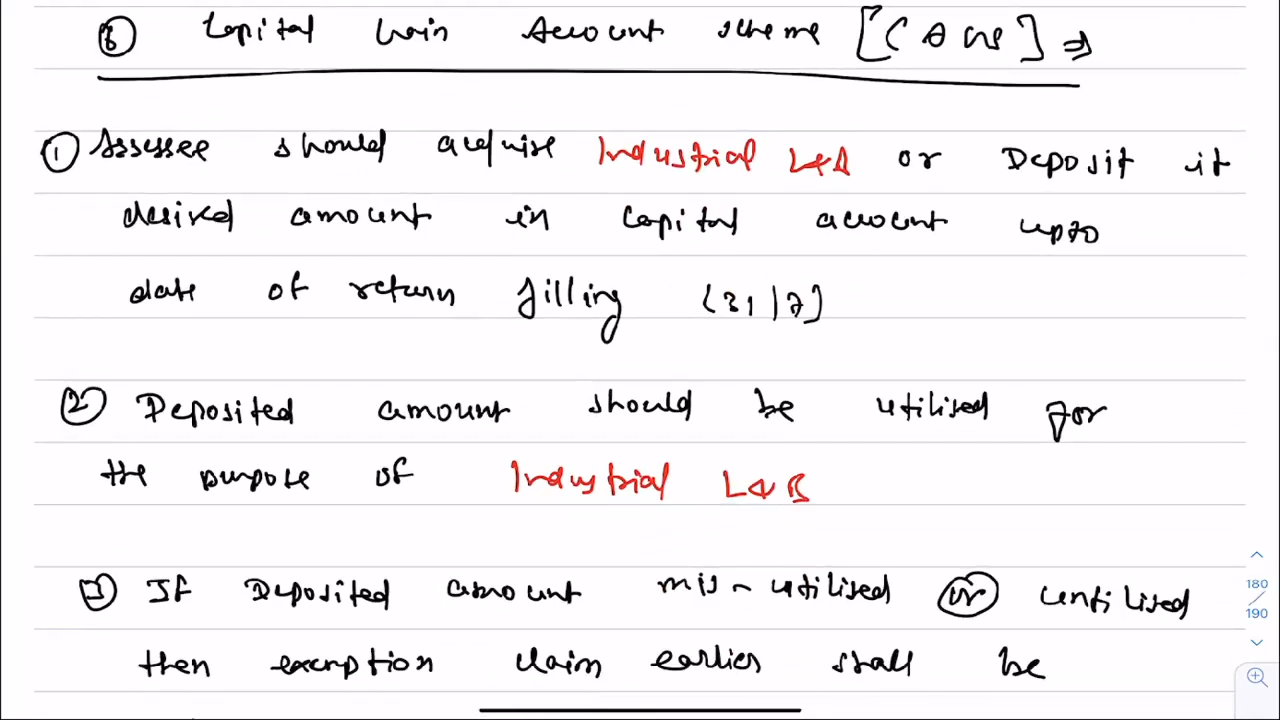 ⑧ Capital Gain Account scheme [CAGS] ⇒
① Assessee should acquire Industrial L&B or Deposit it
desired amount in Capital account upto
date of return filling (31/7)
② Deposited amount should be utilised for
the purpose of Industrial L&B
③ If Deposited amount mis-utilised or untilised
then exemption claim earlier shall be
180
/
190